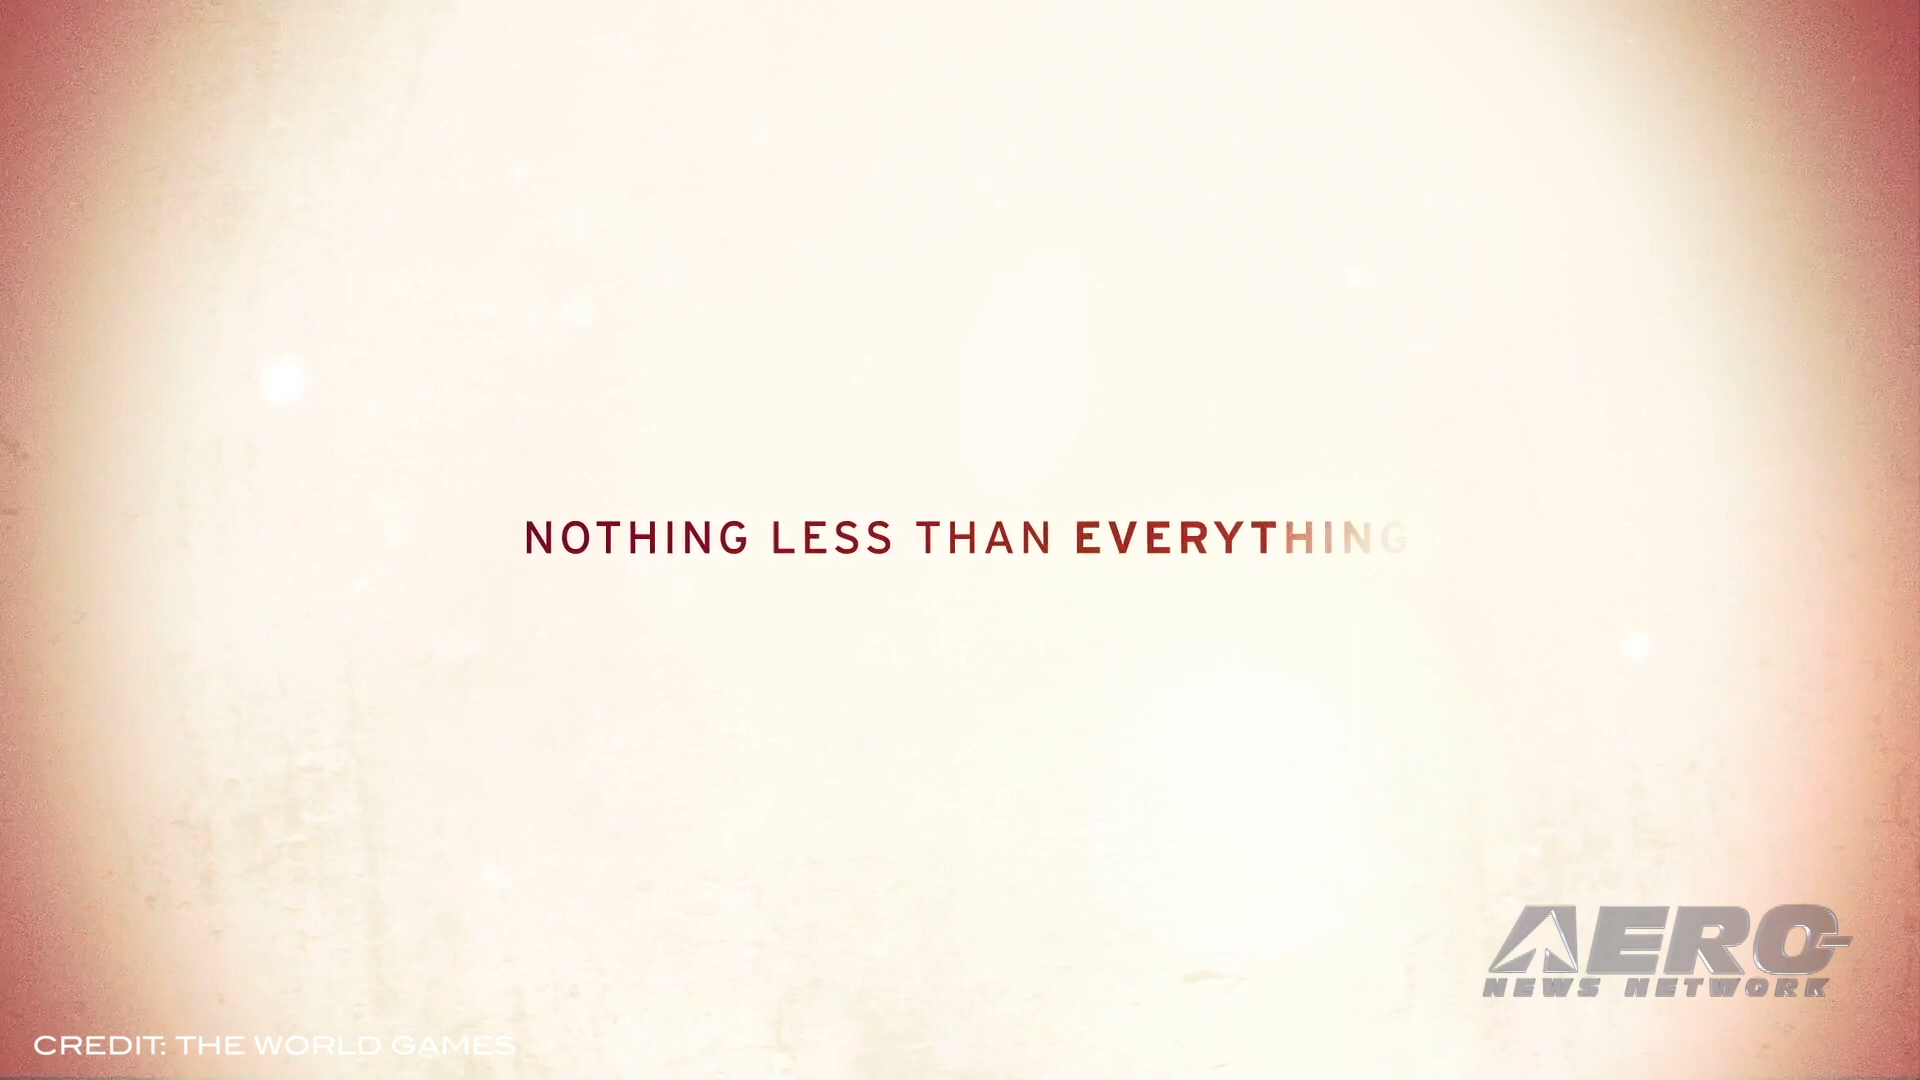 NOTHING LESS THAN EVERYTHING
AERO-
NEWS NETWORK
CREDIT: THE WORLD GAMES